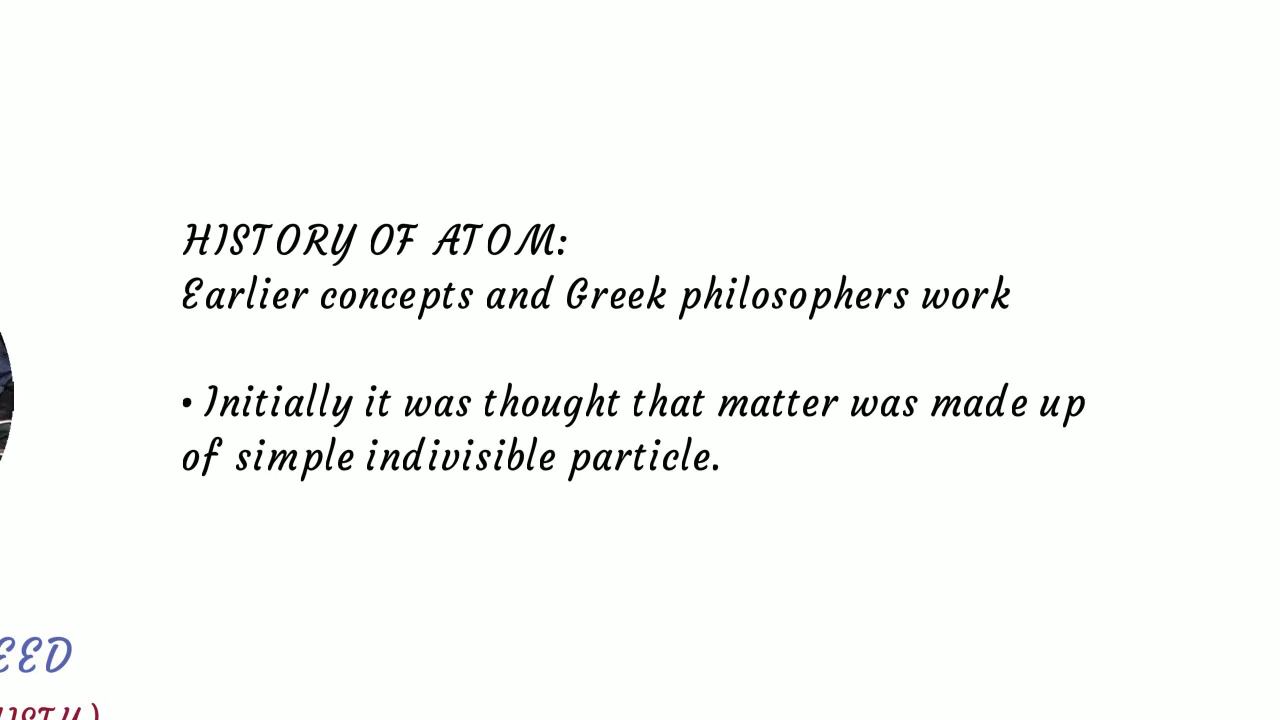 HISTORY OF ATOM:
Earlier concepts and Greek philosophers work
• Initially it was thought that matter was made up
of simple indivisible particle.